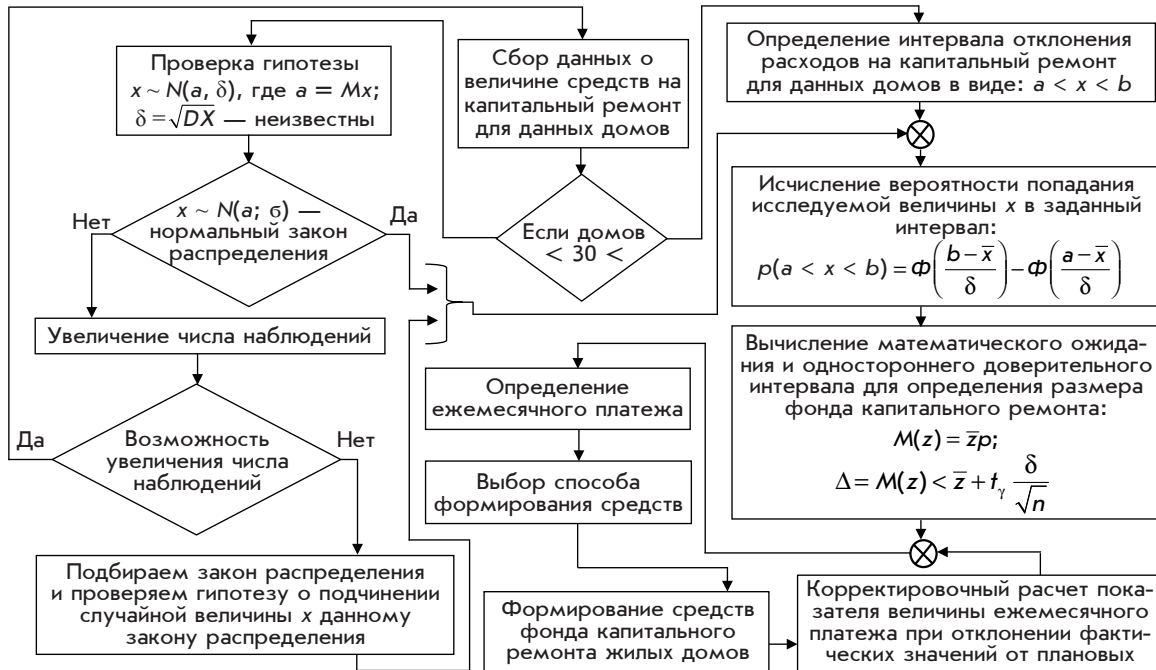 Сбор данных о
величине средств на
капитальный ремонт
для данных домов
Если домов
< 30 <
Проверка гипотезы
x ~ N(a, δ), где a = Mx;
δ = √DX — неизвестны
x ~ N(a; σ) —
нормальный закон
распределения
Нет
Да
Увеличение числа наблюдений
Возможность
увеличения числа
наблюдений
Да
Нет
Подбираем закон распределения
и проверяем гипотезу о подчинении
случайной величины x данному
закону распределения
Определение интервала отклонения
расходов на капитальный ремонт
для данных домов в виде: a < x < b
Исчисление вероятности попадания
исследуемой величины x в заданный
интервал:
p(a < x < b) = Ф((b – x̅)/δ) – Ф((a – x̅)/δ)
Вычисление математического ожида-
ния и одностороннего доверительного
интервала для определения размера
фонда капитального ремонта:
M(z) = z̅p;
Δ = M(z) < z̅ + tγ δ/√n
Определение
ежемесячного платежа
Выбор способа
формирования средств
Формирование средств
фонда капитального
ремонта жилых домов
Корректировочный расчет пока-
зателя величины ежемесячного
платежа при отклонении факти-
ческих значений от плановых